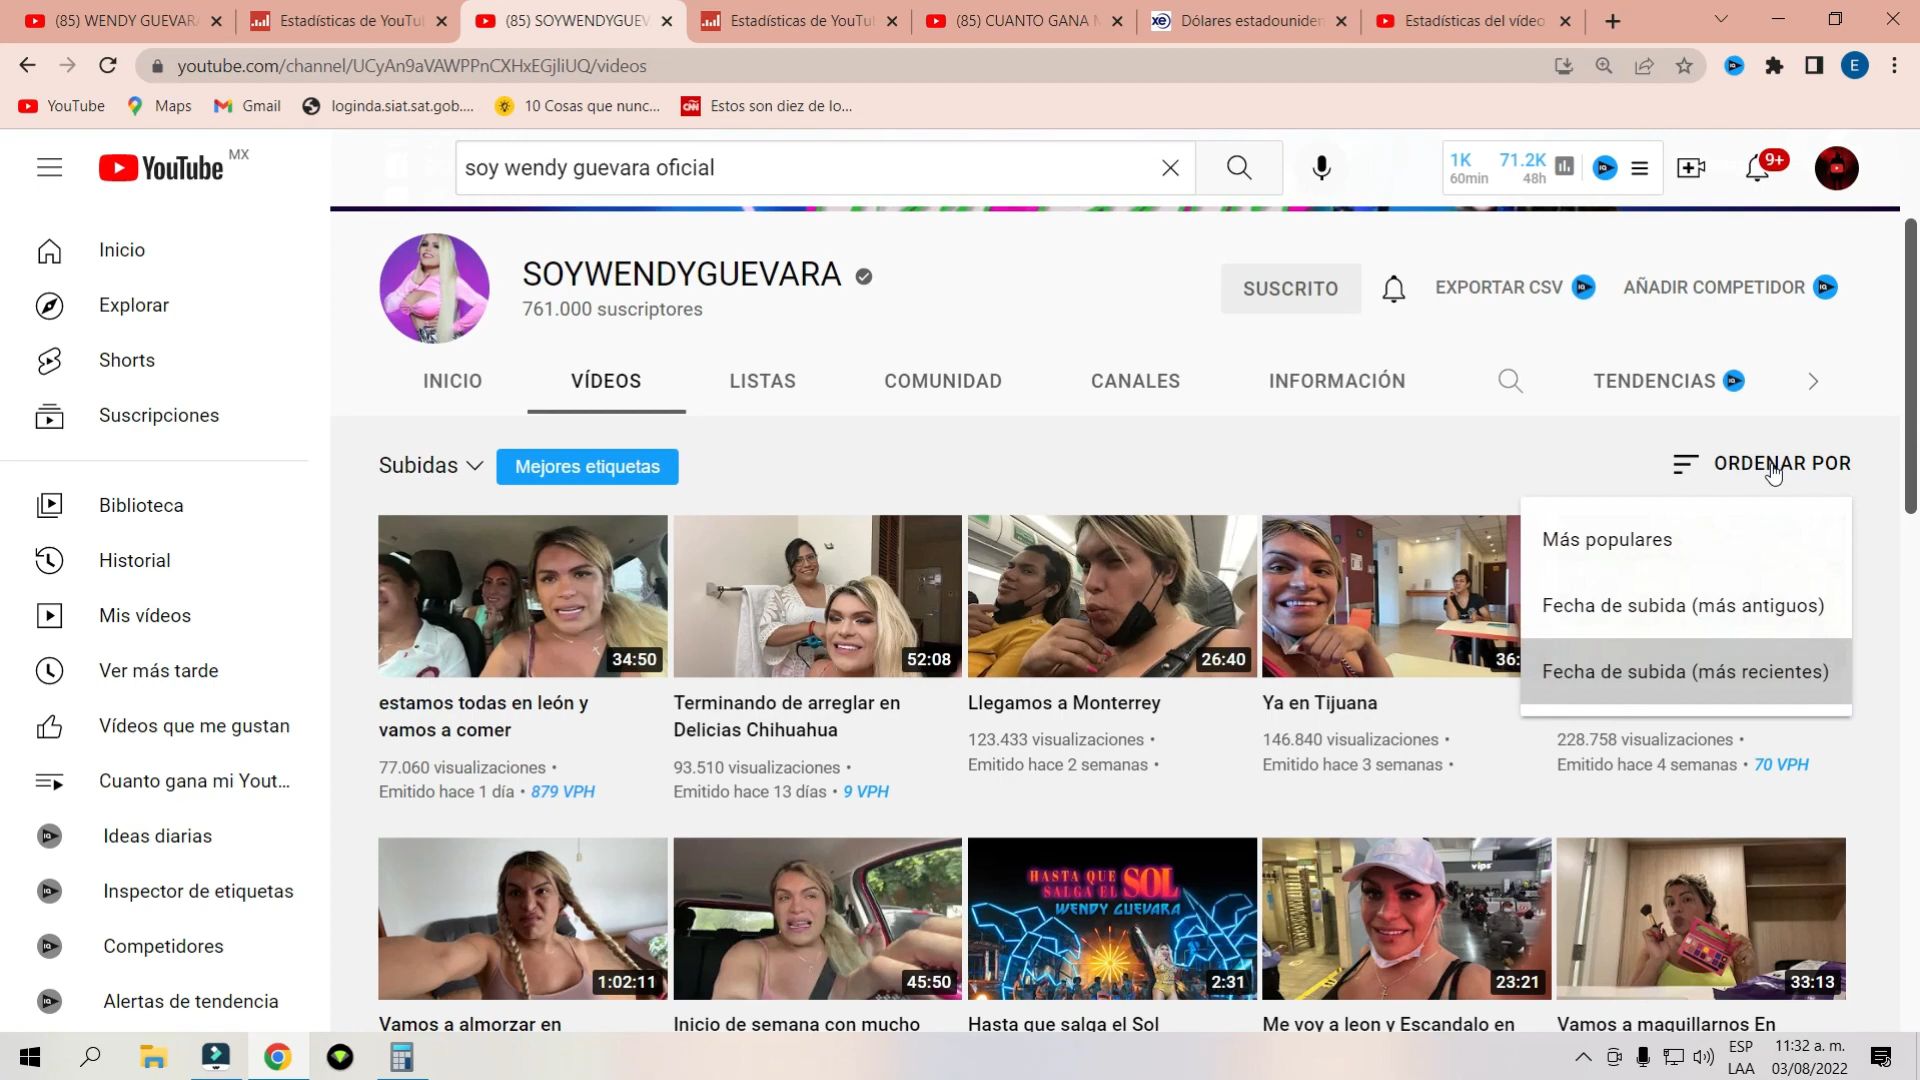 (85) WENDY GUEVARA
Estadísticas de YouTu
(85) SOYWENDYGUEV
Estadísticas de YouTu
(85) CUANTO GANA M
Dólares estadouniden
Estadísticas del vídeo
youtube.com/channel/UCyAn9aVAWPPnCXHxEGjliUQ/videos
E
YouTube
Maps
Gmail
loginda.siat.sat.gob....
10 Cosas que nunc...
Estos son diez de lo...
YouTube MX
soy wendy guevara oficial
1K
60min
71.2K
48h
9+
Inicio
Explorar
Shorts
Suscripciones
Biblioteca
Historial
Mis vídeos
Ver más tarde
Vídeos que me gustan
Cuanto gana mi Yout...
Ideas diarias
Inspector de etiquetas
Competidores
Alertas de tendencia
SOYWENDYGUEVARA
761.000 suscriptores
SUSCRITO
EXPORTAR CSV
AÑADIR COMPETIDOR
INICIO
VÍDEOS
LISTAS
COMUNIDAD
CANALES
INFORMACIÓN
TENDENCIAS
Subidas
Mejores etiquetas
ORDENAR POR
Más populares
Fecha de subida (más antiguos)
Fecha de subida (más recientes)
34:50
estamos todas en león y
vamos a comer
77.060 visualizaciones •
Emitido hace 1 día • 879 VPH
52:08
Terminando de arreglar en
Delicias Chihuahua
93.510 visualizaciones •
Emitido hace 13 días • 9 VPH
26:40
Llegamos a Monterrey
123.433 visualizaciones •
Emitido hace 2 semanas •
36:
Ya en Tijuana
146.840 visualizaciones •
Emitido hace 3 semanas •
228.758 visualizaciones •
Emitido hace 4 semanas • 70 VPH
1:02:11
Vamos a almorzar en
45:50
Inicio de semana con mucho
HASTA QUE
SALGA EL SOL
WENDY GUEVARA
2:31
Hasta que salga el Sol
vips
23:21
Me voy a leon y Escandalo en
33:13
Vamos a maquillarnos En
ESP
LAA
11:32 a. m.
03/08/2022